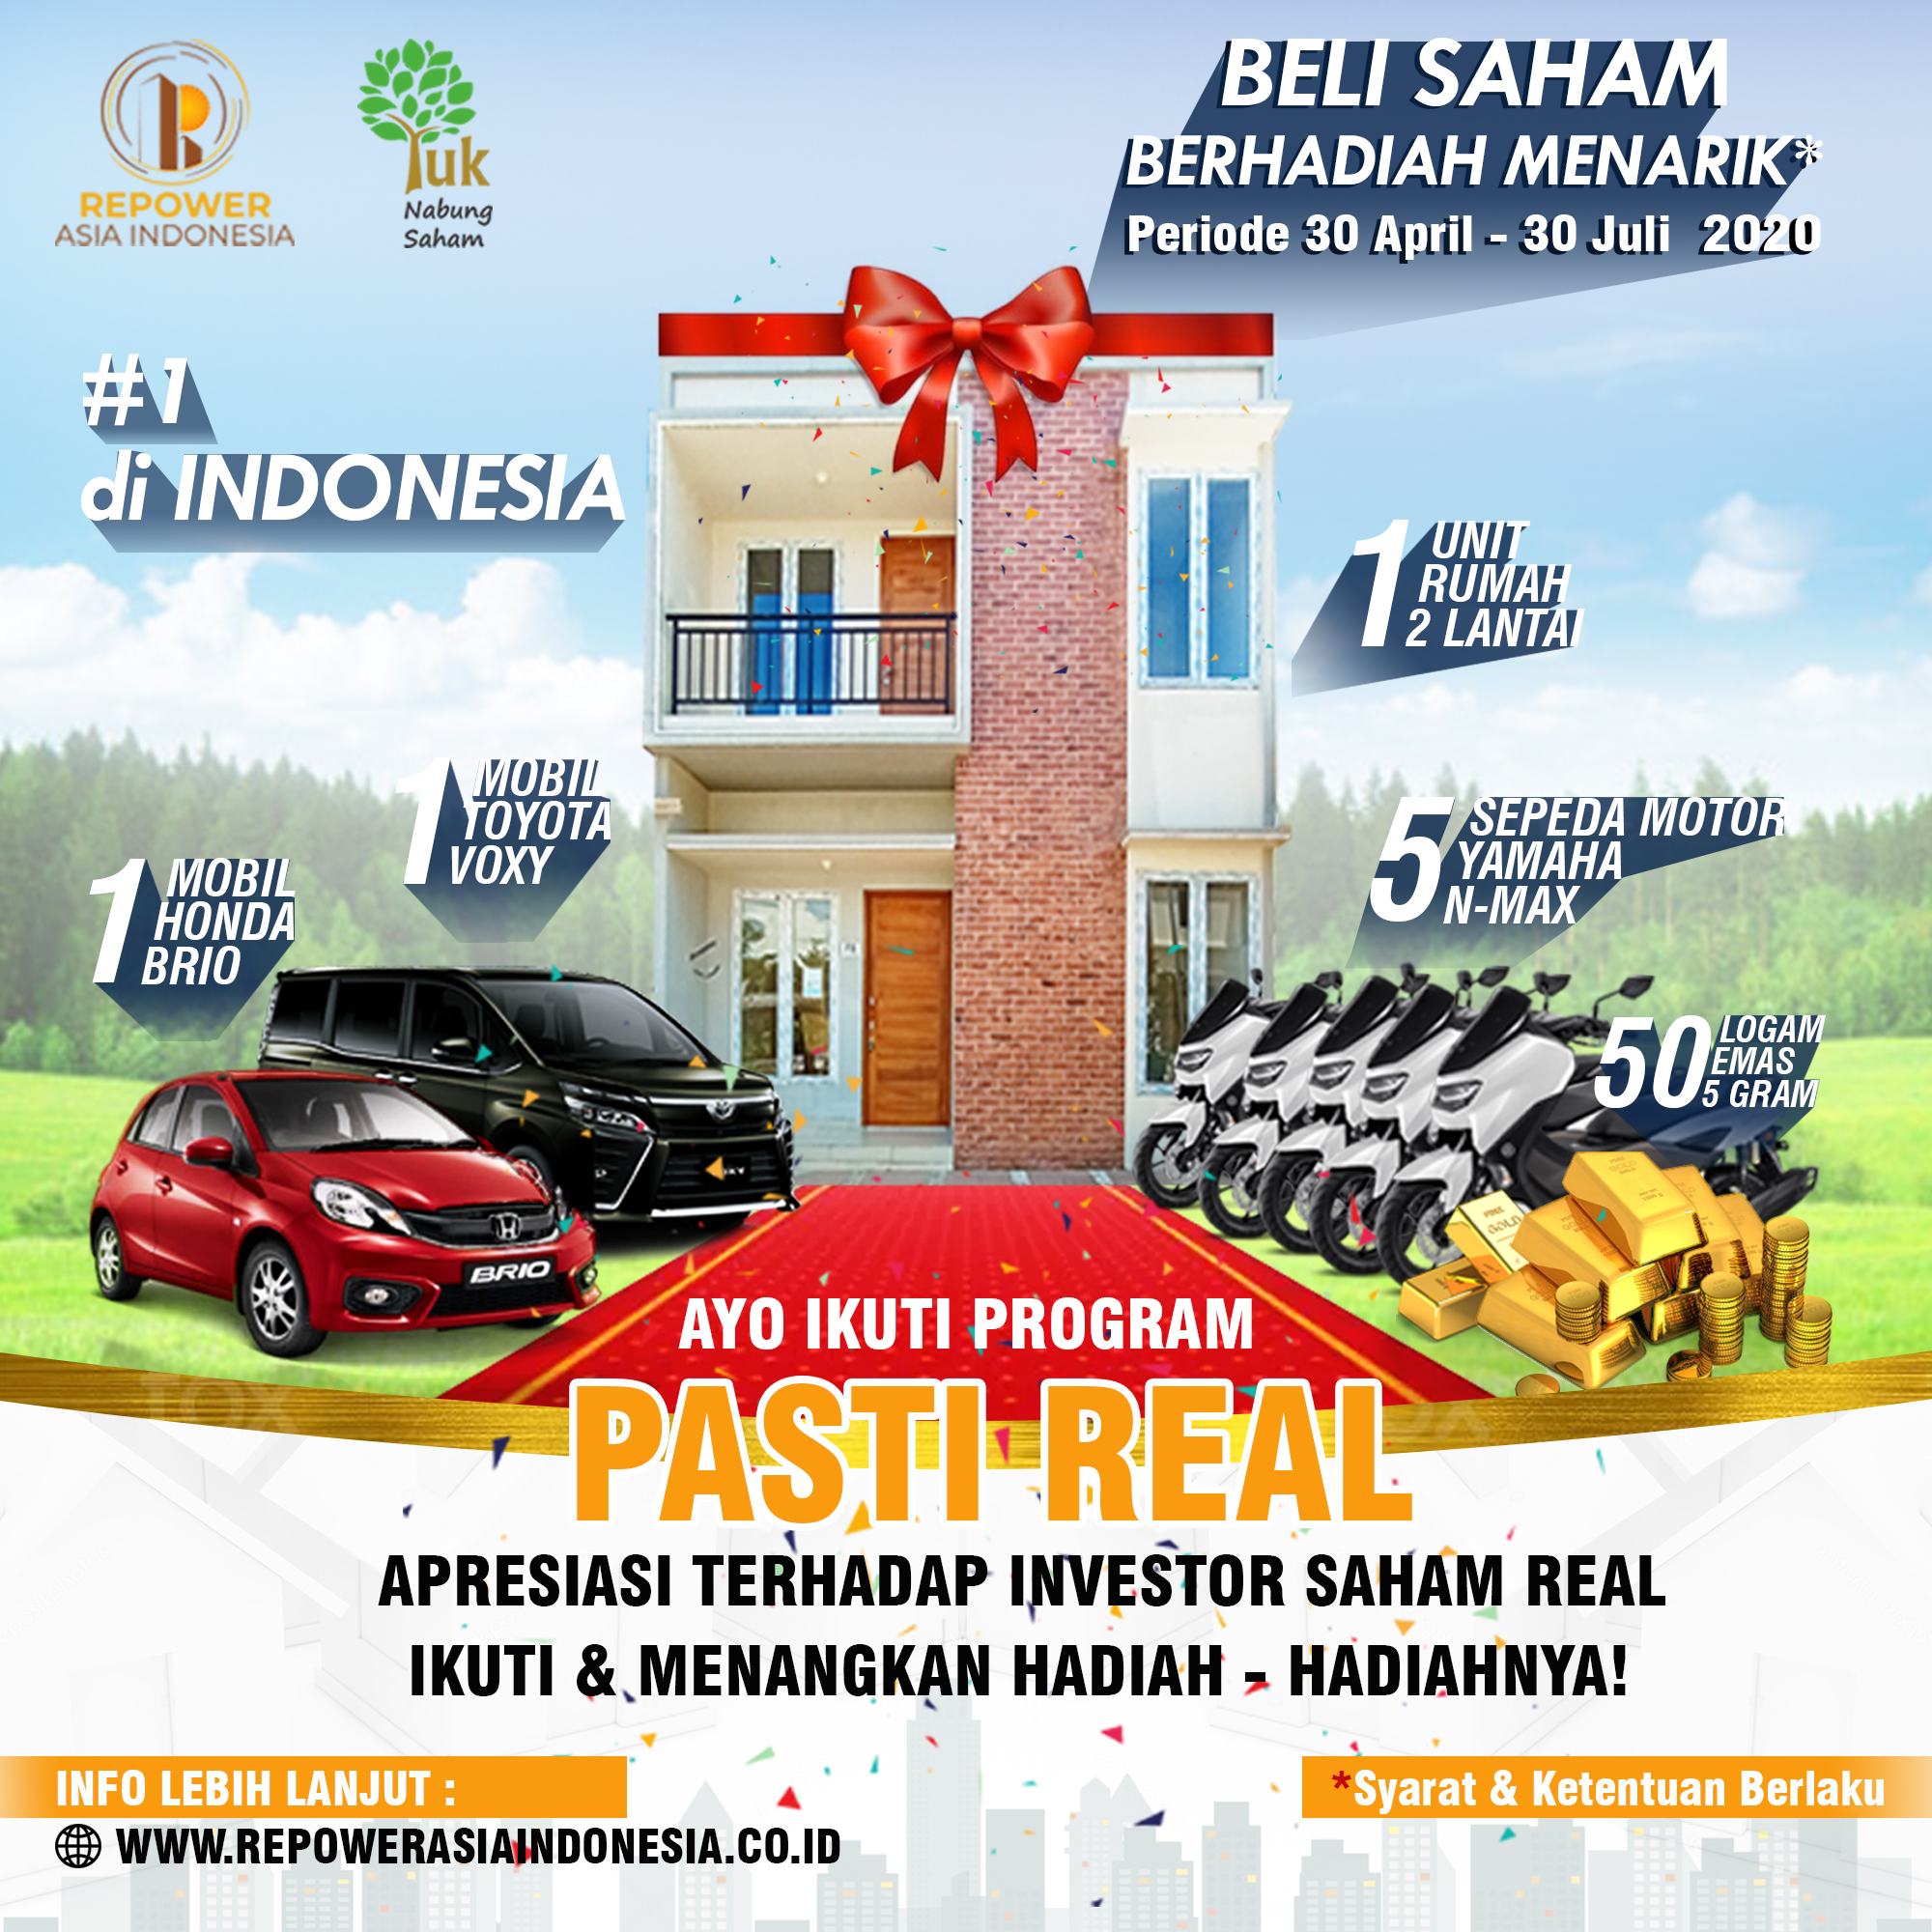 REPOWER
ASIA INDONESIA
Yuk
Nabung
Saham
BELI SAHAM
BERHADIAH MENARIK*
Periode 30 April - 30 Juli 2020
#1
di INDONESIA
1 UNIT
RUMAH
2 LANTAI
1 MOBIL
TOYOTA
VOXY
1 MOBIL
HONDA
BRIO
5 SEPEDA MOTOR
YAMAHA
N-MAX
50 LOGAM
EMAS
5 GRAM
BRIO
GOLD
AYO IKUTI PROGRAM
PASTI REAL
APRESIASI TERHADAP INVESTOR SAHAM REAL
IKUTI & MENANGKAN HADIAH - HADIAHNYA!
INFO LEBIH LANJUT :
WWW.REPOWERASIAINDONESIA.CO.ID
*Syarat & Ketentuan Berlaku